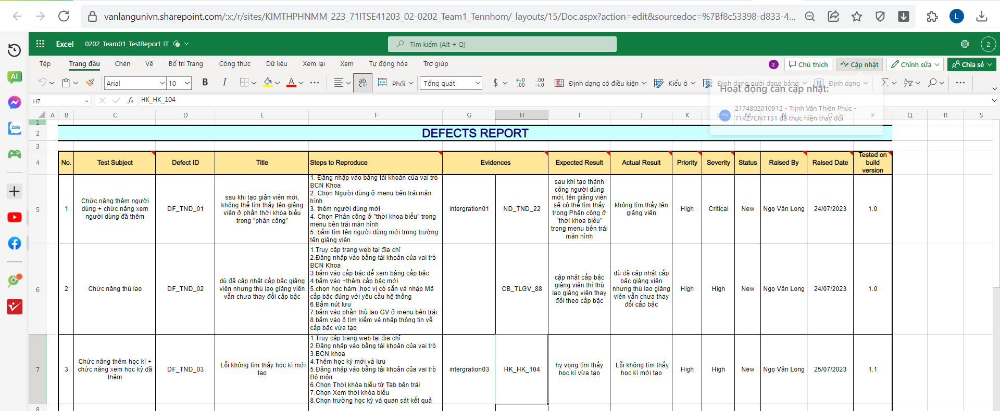 vanlangunivn.sharepoint.com/:x:/r/sites/KIMTHPHNMM_223_71ITSE41203_02-0202_Team1_Tennhom/_layouts/15/Doc.aspx?action=edit&sourcedoc=%7Bf8c53398-d833-4...
L
Excel
0202_Team01_TestReport_IT
Tìm kiếm (Alt + Q)
2
AI
Zalo
Tệp
Trang đầu
Chèn
Vẽ
Bố trí Trang
Công thức
Dữ liệu
Xem lại
Xem
Tự động hóa
Trợ giúp
2
Chú thích
Cập nhật
Chỉnh sửa
Chia sẻ
Arial
10
B
I
A
ab
Phối
Tổng quát
$
Định dạng có điều kiện
Kiểu ô
Định dạng dưới dạng bảng
Định dạng
Hoạt động cần cập nhật:
2174802010912 - Trịnh Văn Thiên Phúc -
71K27CNTT31 đã thực hiện thay đổi
H7
fx
HK_HK_104
A B C D E F G H I J K L M N O P Q R S
1
2
DEFECTS REPORT
3
4
No.
Test Subject
Defect ID
Title
Steps to Reproduce
Evidences
Expected Result
Actual Result
Priority
Severity
Status
Raised By
Raised Date
Tested on
build
version
5
1
Chức năng thêm người
dùng + chức năng xem
người dùng đã thêm
DF_TND_01
sau khi tạo giản viên mới,
không thể tìm thấy tên giảng
viên ở phần thời khóa biểu
trong "phân công"
1. Đăng nhập vào bằng tài khoản của vai trò
BCN Khoa
2. Chọn Người dùng ở menu bên trái màn
hình
3. thêm người dùng mới
4. Chọn Phân công ở "thời khoa biểu" trong
menu bên trái màn hình
5. bấm tìm tên người dùng mới trong trường
tên giảng viên
intergration01
ND_TND_22
sau khi tạo thành
công người dùng
mới, tên giảng viên
sẽ có thể tìm thấy
trong Phân công ở
"thời khoa biểu"
trong menu bên trái
màn hình
không tìm thấy tên
giảng viên
High
Critical
New
Ngọ Văn Long
24/07/2023
1.0
6
2
Chức năng thù lao
DF_TND_02
dù đã cập nhật cấp bậc giảng
viên nhưng thù lao giảng viên
vẫn chưa thay đổi cấp bậc
1.Truy cập trang web tại địa chỉ
2.Đăng nhập vào bằng tài khoản của vai trò
BCN Khoa
3.bấm vào cấp bậc để xem bảng cấp bậc
4.bấm vào +thêm cấp bậc mới
5.chọn học hàm ,học vị có sẵn và nhập Mã
cấp bậc đúng với yêu cầu hệ thống
6.Bấm nút lưu
7.bấm vào phần thù lao GV ở menu bên trái
8.bấm vào ô tìm kiếm và nhập thông tin về
cấp bậc vừa tạo
CB_TLGV_88
cập nhật cấp bậc
giảng viên thì thù
lao giảng viên thay
đổi theo cấp bậc
dù đã cập nhật cấp
bậc giảng viên
nhưng thù lao giảng
viên vẫn chưa thay
đổi cấp bậc
High
High
New
Ngọ Văn Long
24/07/2023
1.0
7
3
Chức năng thêm học kì +
chức năng xem học kỳ đã
thêm
DF_TND_03
Lỗi không tìm thấy học kì mới
tạo
1.Truy cập trang web tại địa chỉ
2.Đăng nhập vào bằng tài khoản của vai trò
3.BCN khoa
4.Thêm học kỳ mới và lưu
5.Đăng nhập vào bằng tài khoản của vai trò
Bộ môn
6.Chọn Thời khóa biểu từ Tab bên trái
7.Chọn Xem thời khóa biểu
8.Chọn trường học kỳ và quan sát kết quả
intergration03
HK_HK_104
hy vọng tìm thấy
học kì vừa tạo
Lỗi không tìm thấy
học kì mới tạo
High
High
New
Ngọ Văn Long
25/07/2023
1.1
8